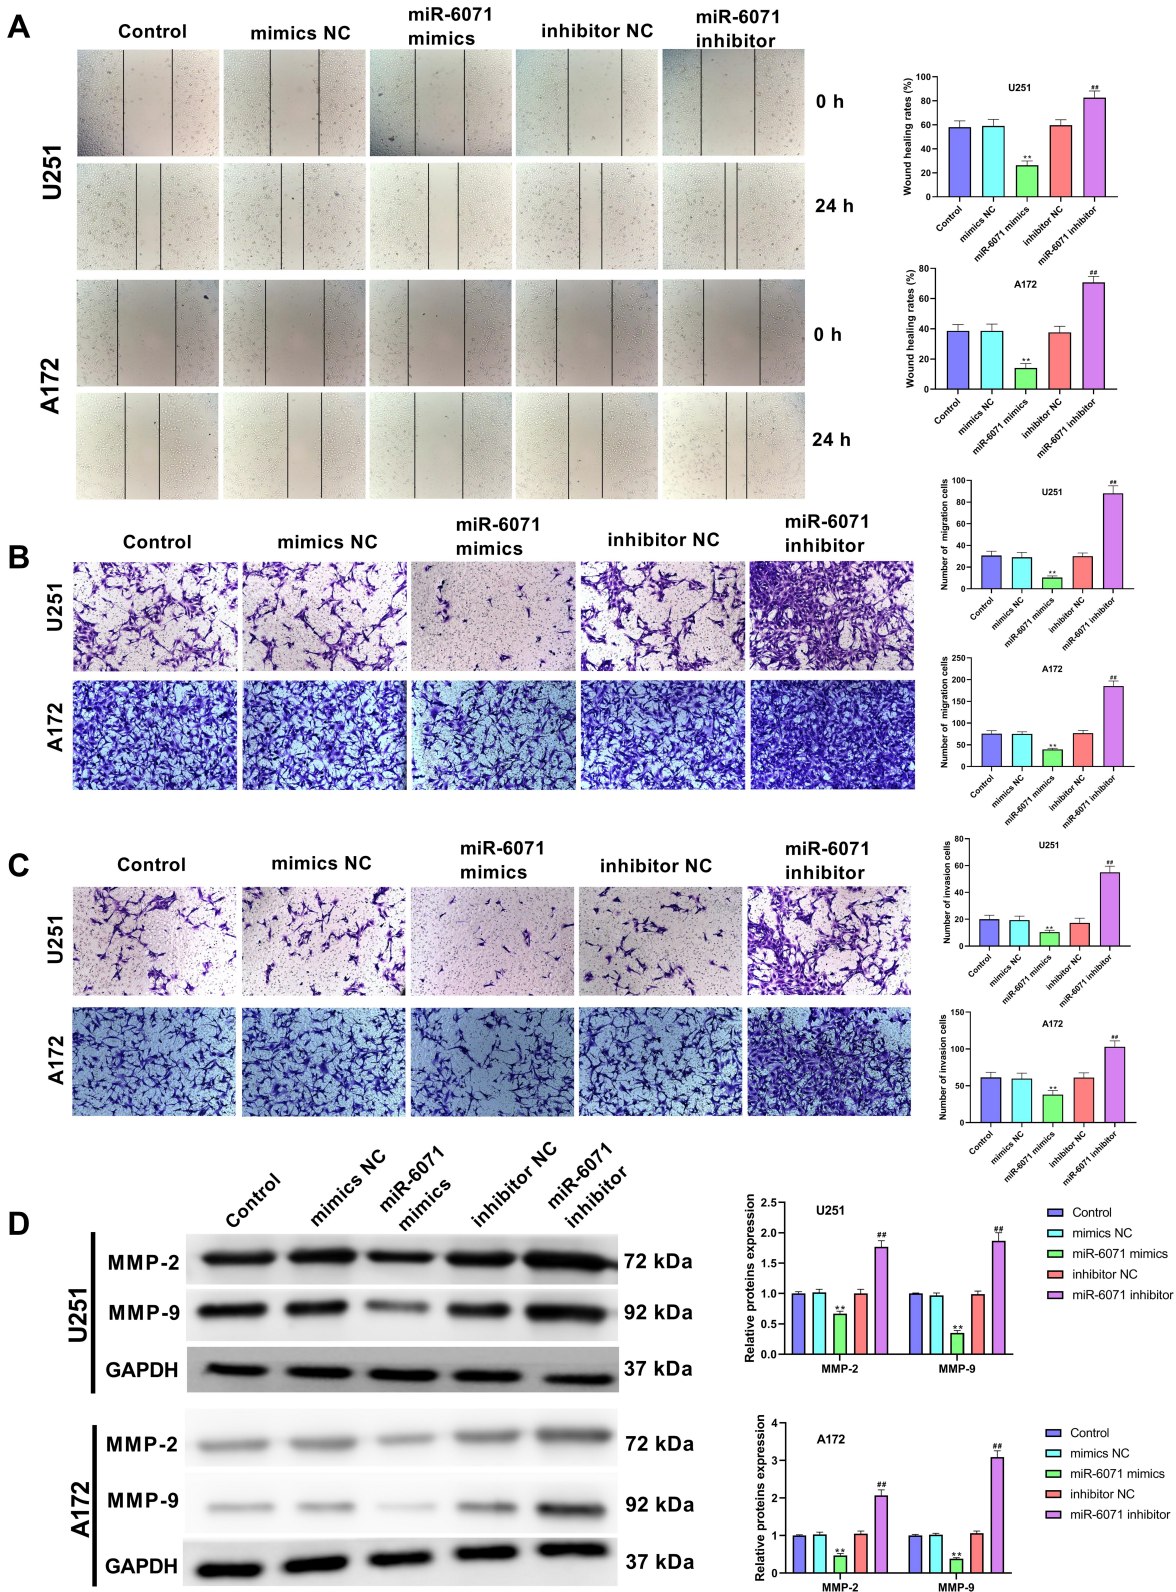 A
Control
mimics NC
miR-6071
mimics
inhibitor NC
miR-6071
inhibitor
U251
0 h
24 h
A172
0 h
24 h
Wound healing rates (%)
U251
100
80
60
40
20
0
**
##
Control
mimics NC
miR-6071 mimics
inhibitor NC
miR-6071 inhibitor
Wound healing rates (%)
A172
80
60
40
20
0
**
##
Control
mimics NC
miR-6071 mimics
inhibitor NC
miR-6071 inhibitor
B
Control
mimics NC
miR-6071
mimics
inhibitor NC
miR-6071
inhibitor
U251
A172
Number of migration cells
U251
100
80
60
40
20
0
**
##
Control
mimics NC
miR-6071 mimics
inhibitor NC
miR-6071 inhibitor
Number of migration cells
A172
250
200
150
100
50
0
**
##
Control
mimics NC
miR-6071 mimics
inhibitor NC
miR-6071 inhibitor
C
Control
mimics NC
miR-6071
mimics
inhibitor NC
miR-6071
inhibitor
U251
A172
Number of invasion cells
U251
80
60
40
20
0
**
##
Control
mimics NC
miR-6071 mimics
inhibitor NC
miR-6071 inhibitor
Number of invasion cells
A172
150
100
50
0
**
##
Control
mimics NC
miR-6071 mimics
inhibitor NC
miR-6071 inhibitor
D
Control
mimics NC
miR-6071
mimics
inhibitor NC
miR-6071
inhibitor
U251
MMP-2
72 kDa
MMP-9
92 kDa
GAPDH
37 kDa
A172
MMP-2
72 kDa
MMP-9
92 kDa
GAPDH
37 kDa
Relative proteins expression
U251
2.5
2.0
1.5
1.0
0.5
0.0
**
##
**
##
MMP-2
MMP-9
Control
mimics NC
miR-6071 mimics
inhibitor NC
miR-6071 inhibitor
Relative proteins expression
A172
4
3
2
1
0
**
##
**
##
MMP-2
MMP-9
Control
mimics NC
miR-6071 mimics
inhibitor NC
miR-6071 inhibitor